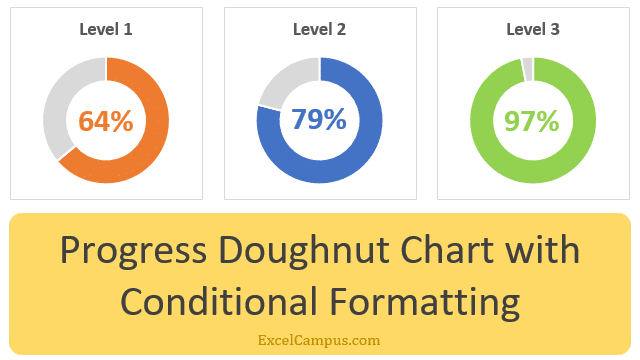 Level 1
Level 2
Level 3
64%
79%
97%
Progress Doughnut Chart with
Conditional Formatting
ExcelCampus.com